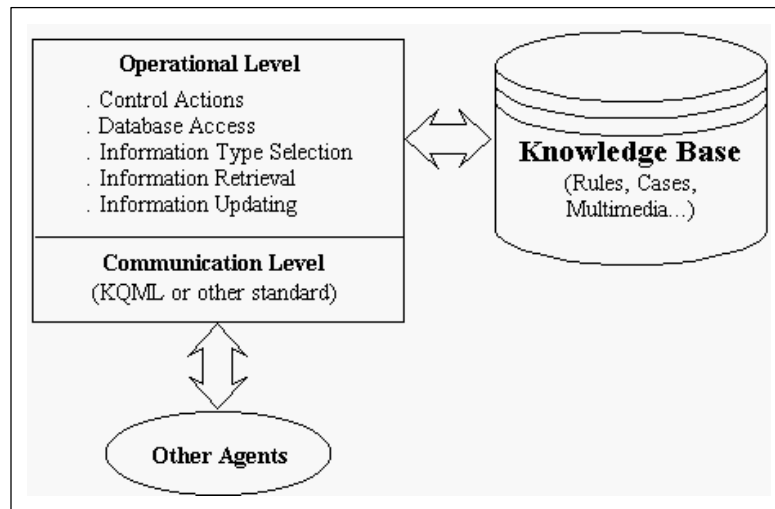 Operational Level
. Control Actions
. Database Access
. Information Type Selection
. Information Retrieval
. Information Updating
Communication Level
(KQML or other standard)
Knowledge Base
(Rules, Cases,
Multimedia...)
Other Agents